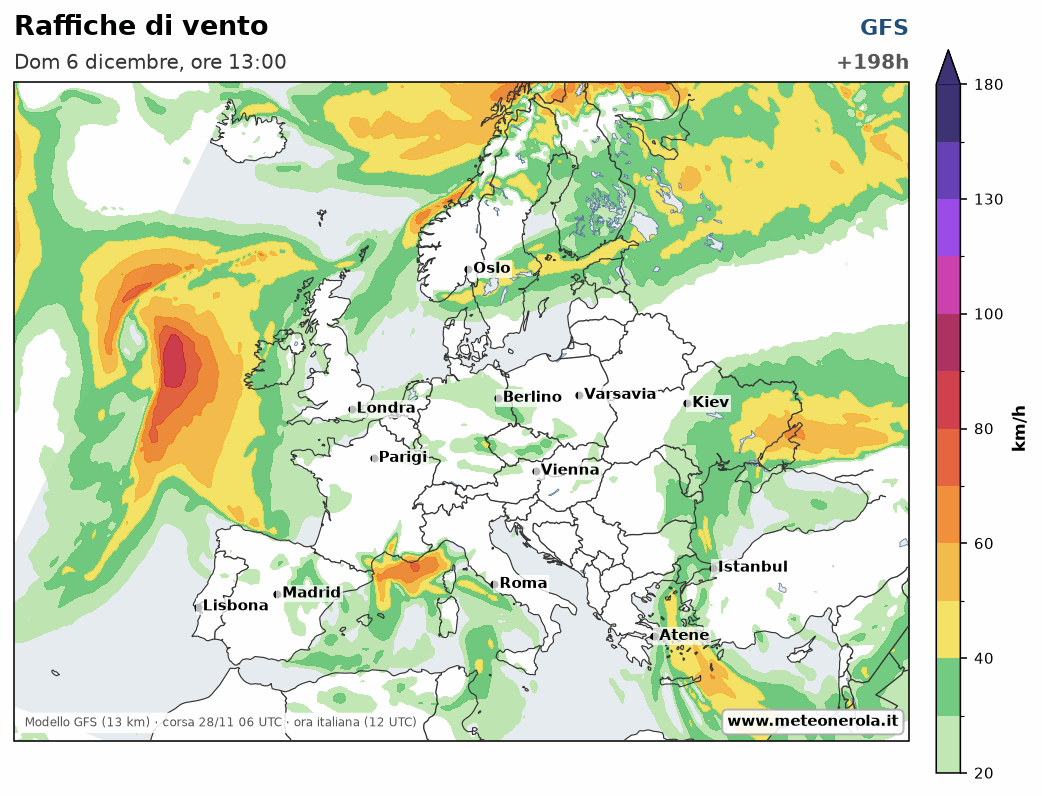 Raffiche di vento
GFS
Dom 6 dicembre, ore 13:00
+198h
180
130
100
80
60
40
20
km/h
Oslo
Londra
Berlino
Varsavia
Kiev
Parigi
Vienna
Istanbul
Madrid
Roma
Lisbona
Atene
Modello GFS (13 km) · corsa 28/11 06 UTC · ora italiana (12 UTC)
www.meteonerola.it